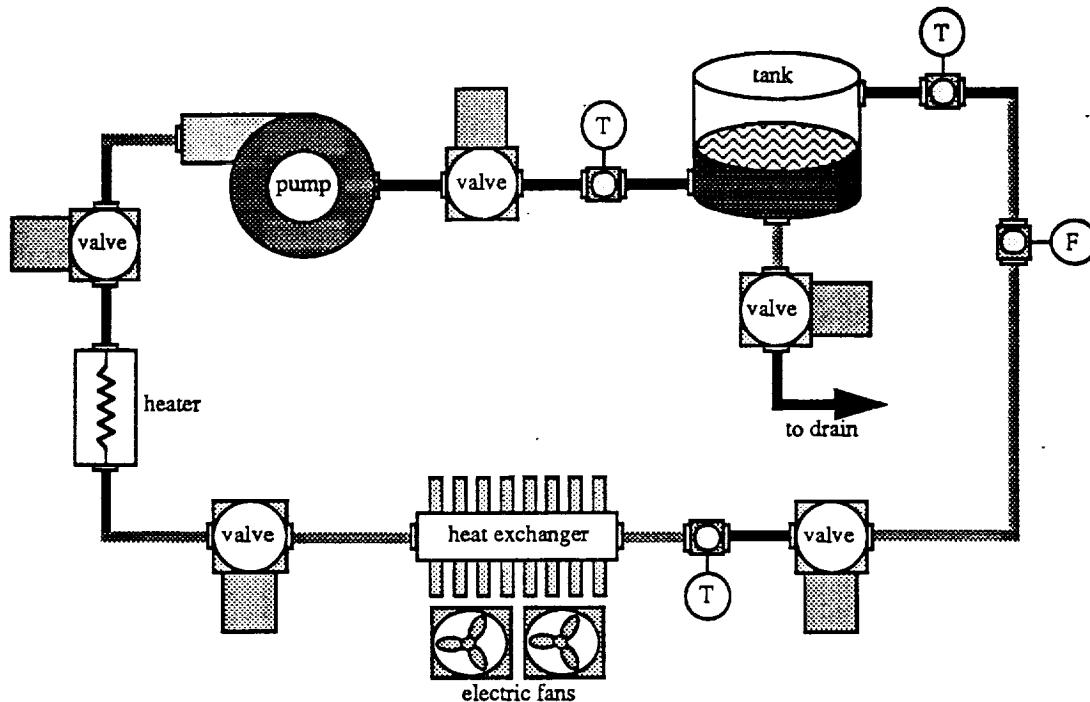 T
tank
T
pump
valve
valve
F
valve
heater
to drain
valve
heat exchanger
valve
T
electric fans